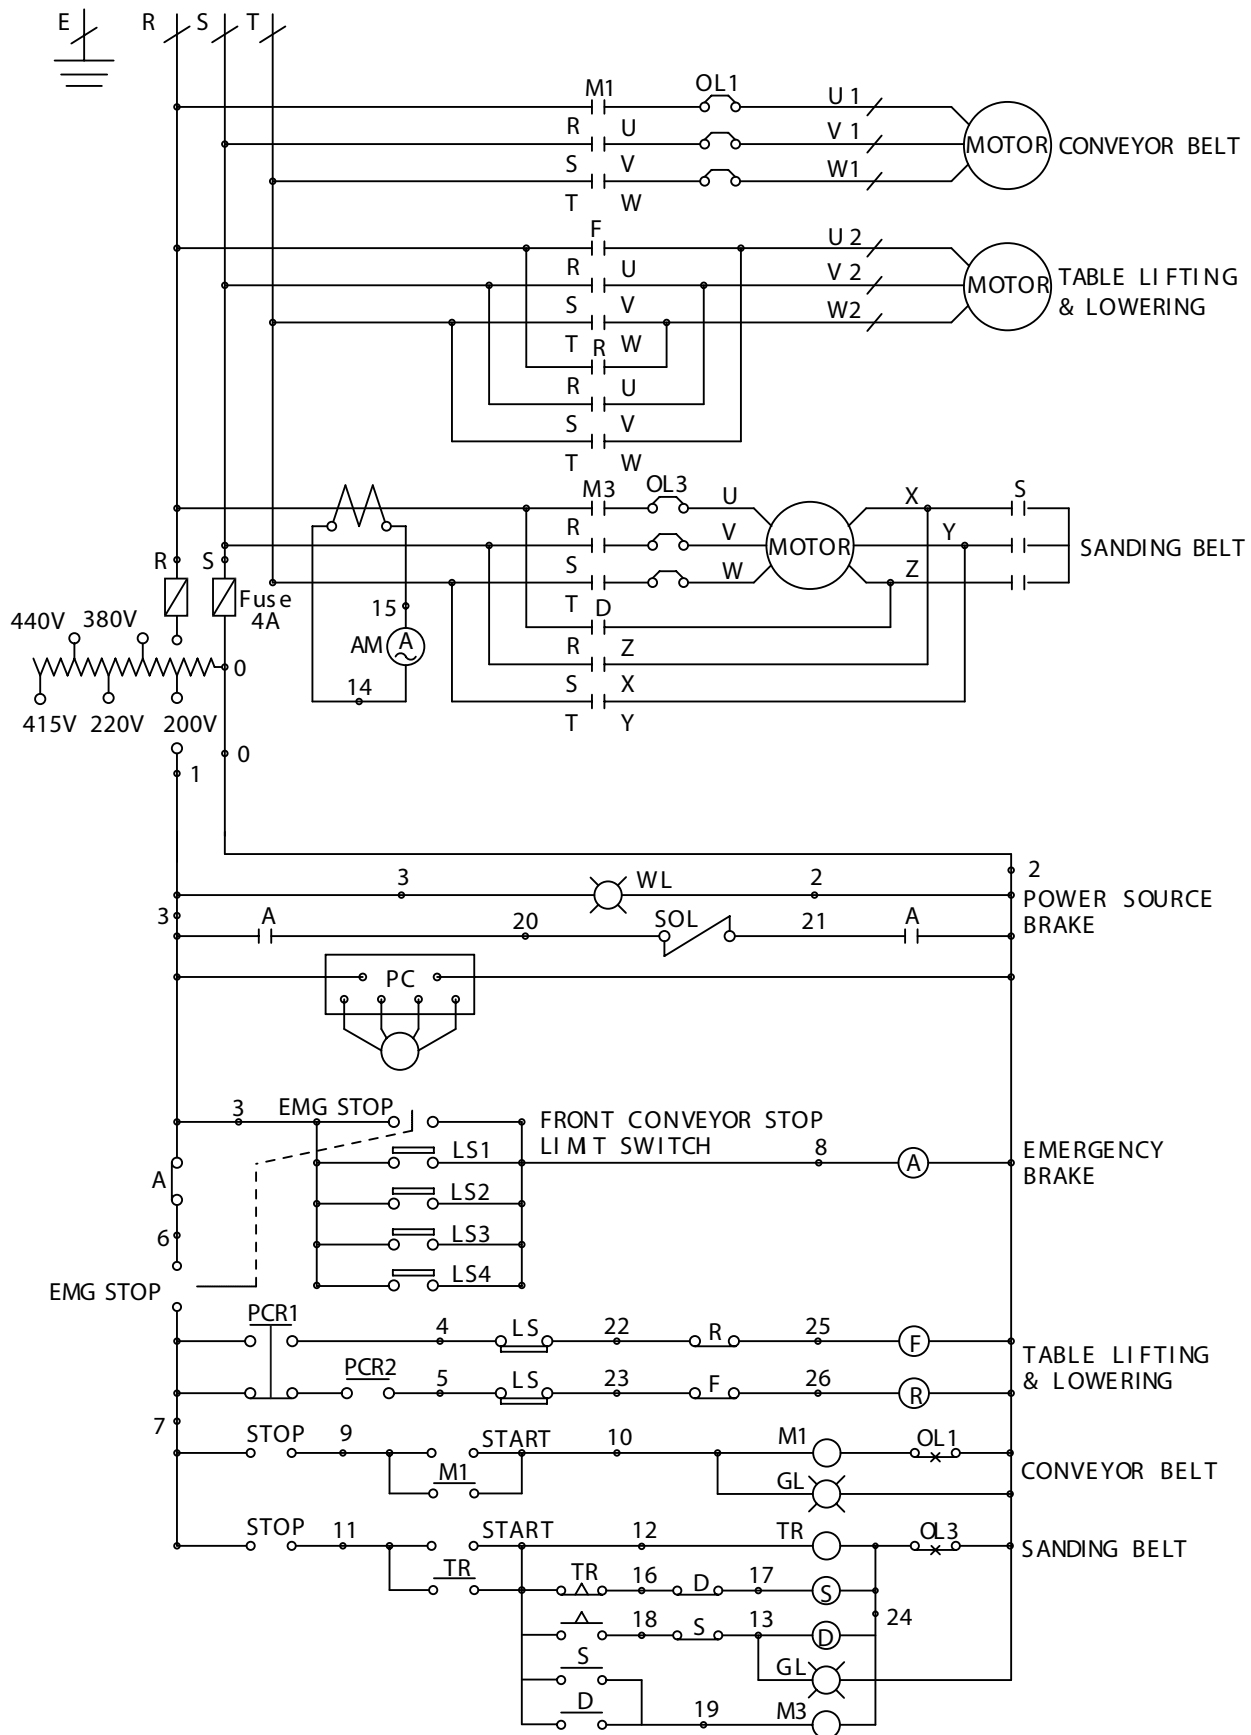 E R S T
M1 OL1 U 1
R U V 1
MOTOR CONVEYOR BELT
S V W1
T W
F U 2
R U V 2
MOTOR TABLE LIFTING
& LOWERING
S V W2
T R W
R U
S V
T W
M3 OL3 U X S
R V Y
MOTOR SANDING BELT
S W Z
T D
R S
Fuse
4A
15
440V 380V
AM A
R Z
0
14
S X
415V 220V 200V
T Y
0
1
2
3 WL 2
POWER SOURCE
BRAKE
3 A 20 SOL 21 A
PC
3 EMG STOP
FRONT CONVEYOR STOP
LIMIT SWITCH
LS1 8 A
EMERGENCY
BRAKE
A
LS2
6
LS3
LS4
EMG STOP
PCR1 4 LS 22 R 25 F
TABLE LIFTING
& LOWERING
PCR2 5 LS 23 F 26 R
7
STOP 9 START 10 M1 OL1
M1 GL
CONVEYOR BELT
STOP 11 START 12 TR OL3
SANDING BELT
TR TR 16 D 17 S
24
18 S 13 D
S GL
D 19 M3